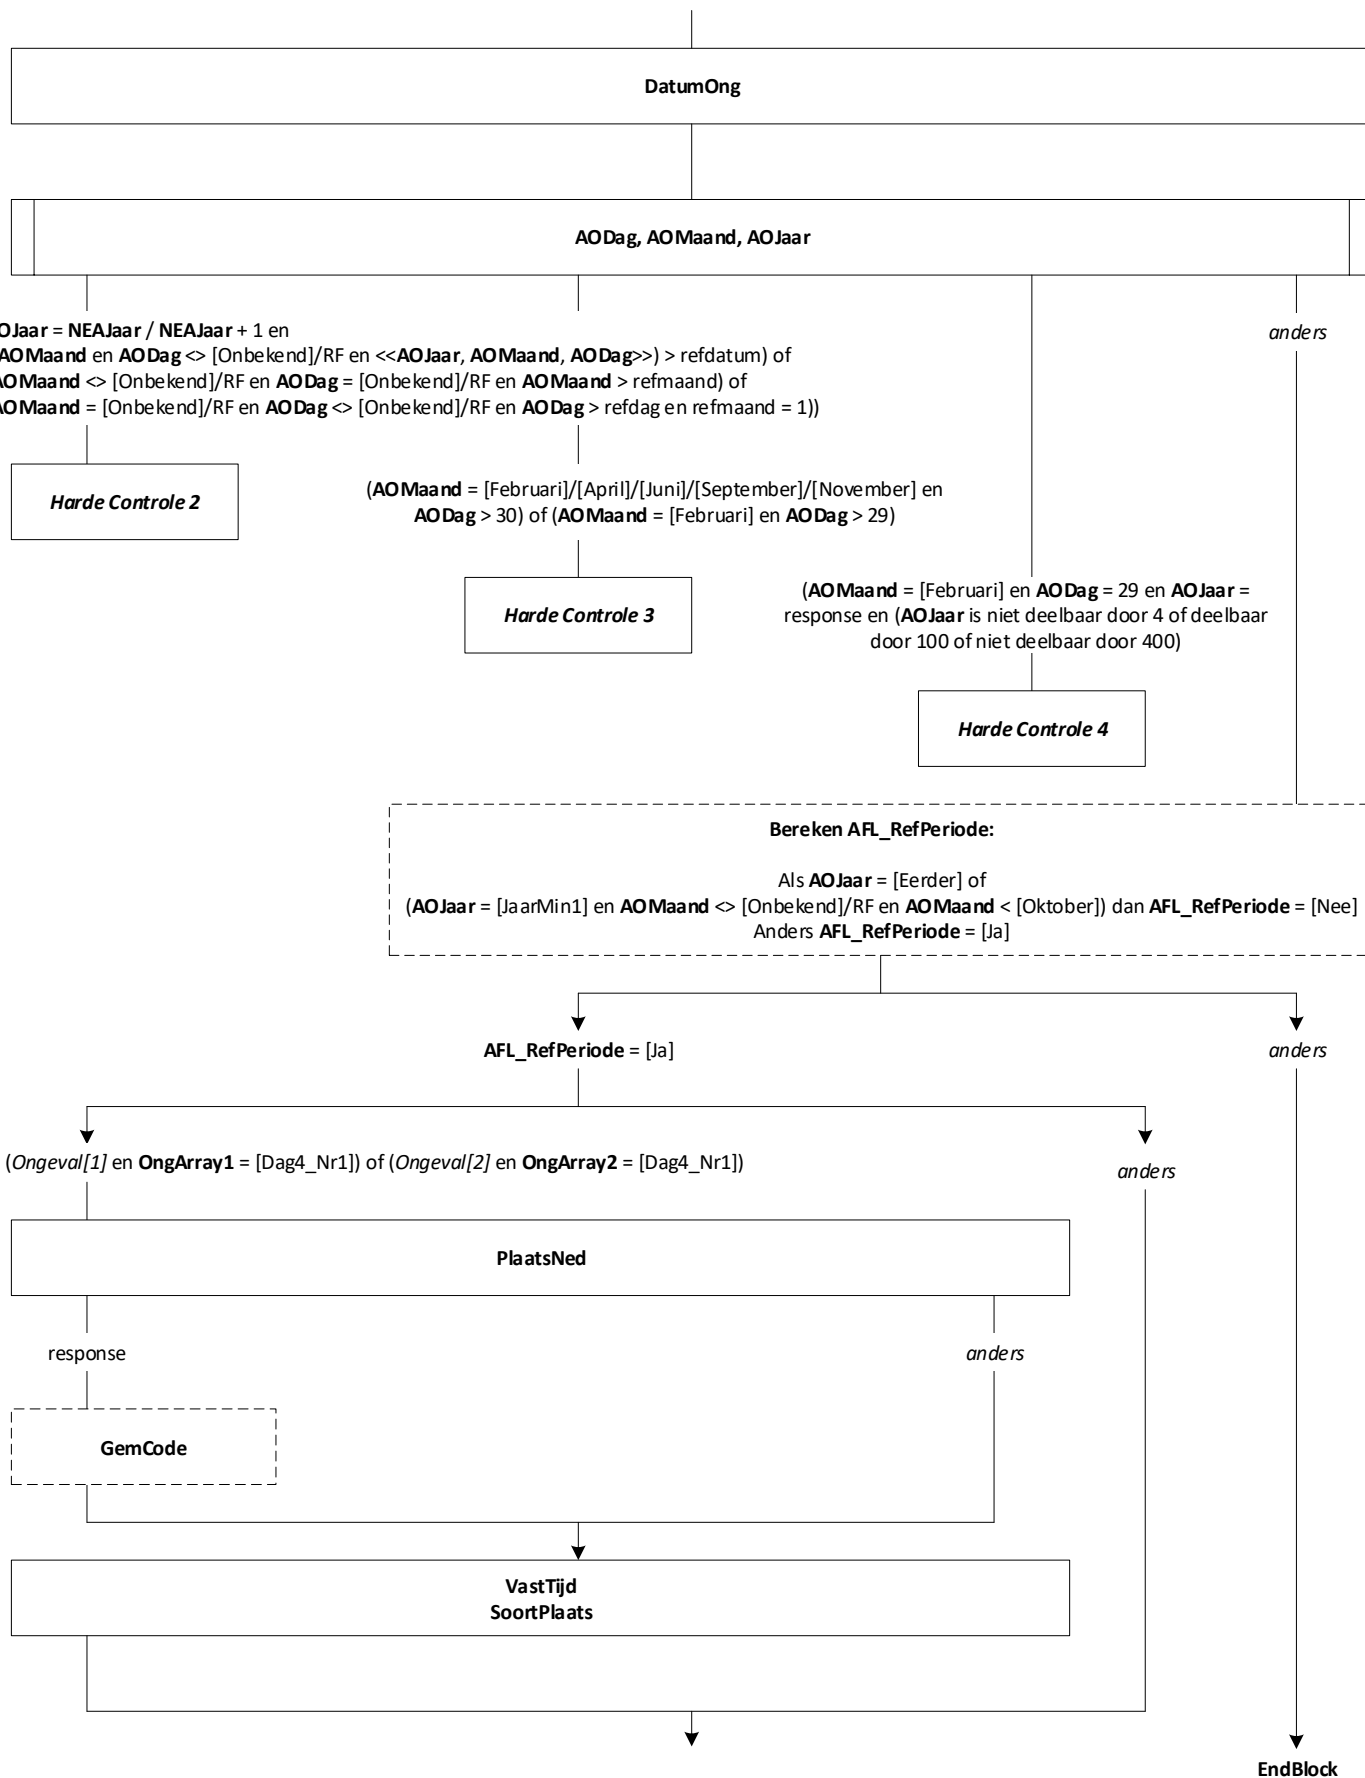 DatumOng
AODag, AOMaand, AOJaar
OJaar = NEAJaar / NEAJaar + 1 en
AOMaand en AODag <> [Onbekend]/RF en <<AOJaar, AOMaand, AODag>>) > refdatum) of
AOMaand <> [Onbekend]/RF en AODag = [Onbekend]/RF en AOMaand > refmaand) of
AOMaand = [Onbekend]/RF en AODag <> [Onbekend]/RF en AODag > refdag en refmaand = 1))
anders
Harde Controle 2
(AOMaand = [Februari]/[April]/[Juni]/[September]/[November] en
AODag > 30) of (AOMaand = [Februari] en AODag > 29)
Harde Controle 3
(AOMaand = [Februari] en AODag = 29 en AOJaar =
response en (AOJaar is niet deelbaar door 4 of deelbaar
door 100 of niet deelbaar door 400)
Harde Controle 4
Bereken AFL_RefPeriode:
Als AOJaar = [Eerder] of
(AOJaar = [JaarMin1] en AOMaand <> [Onbekend]/RF en AOMaand < [Oktober]) dan AFL_RefPeriode = [Nee]
Anders AFL_RefPeriode = [Ja]
AFL_RefPeriode = [Ja]
anders
(Ongeval[1] en OngArray1 = [Dag4_Nr1]) of (Ongeval[2] en OngArray2 = [Dag4_Nr1])
anders
PlaatsNed
response
anders
GemCode
VastTijd
SoortPlaats
EndBlock